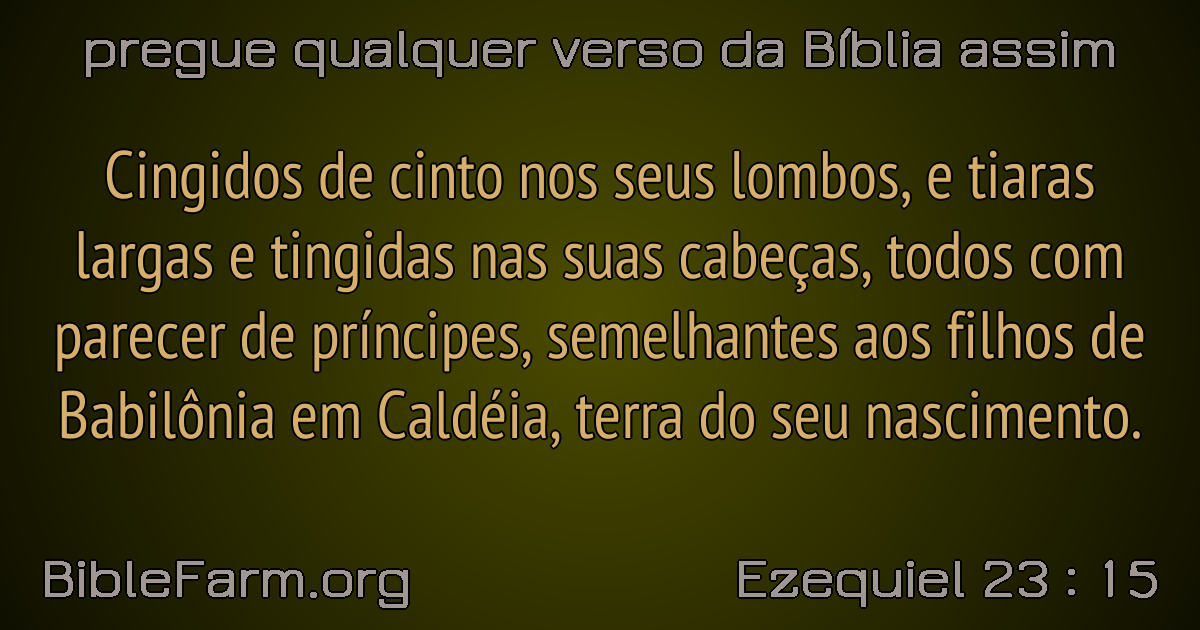 pregue qualquer verso da Bíblia assim
Cingidos de cinto nos seus lombos, e tiaras
largas e tingidas nas suas cabeças, todos com
parecer de príncipes, semelhantes aos filhos de
Babilônia em Caldéia, terra do seu nascimento.
BibleFarm.org
Ezequiel 23 : 15